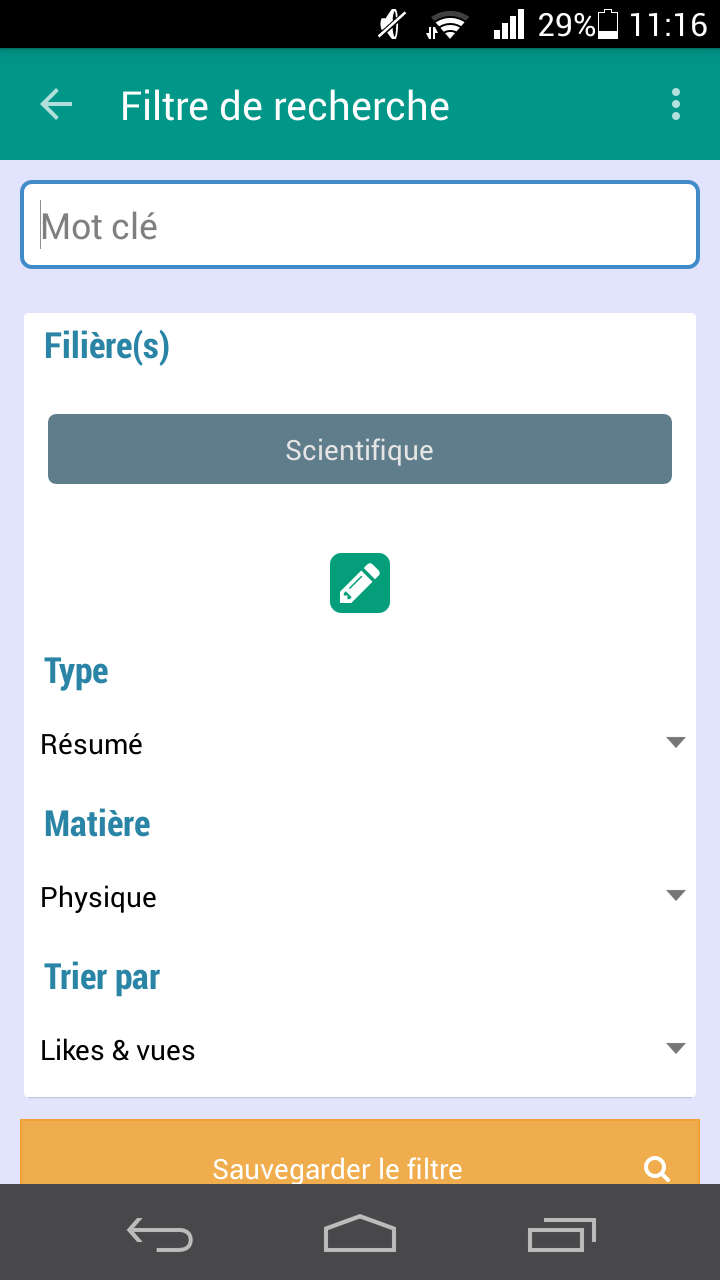 29% 11:16
Filtre de recherche
Mot clé
Filière(s)
Scientifique
Type
Résumé
Matière
Physique
Trier par
Likes & vues
Sauvegarder le filtre